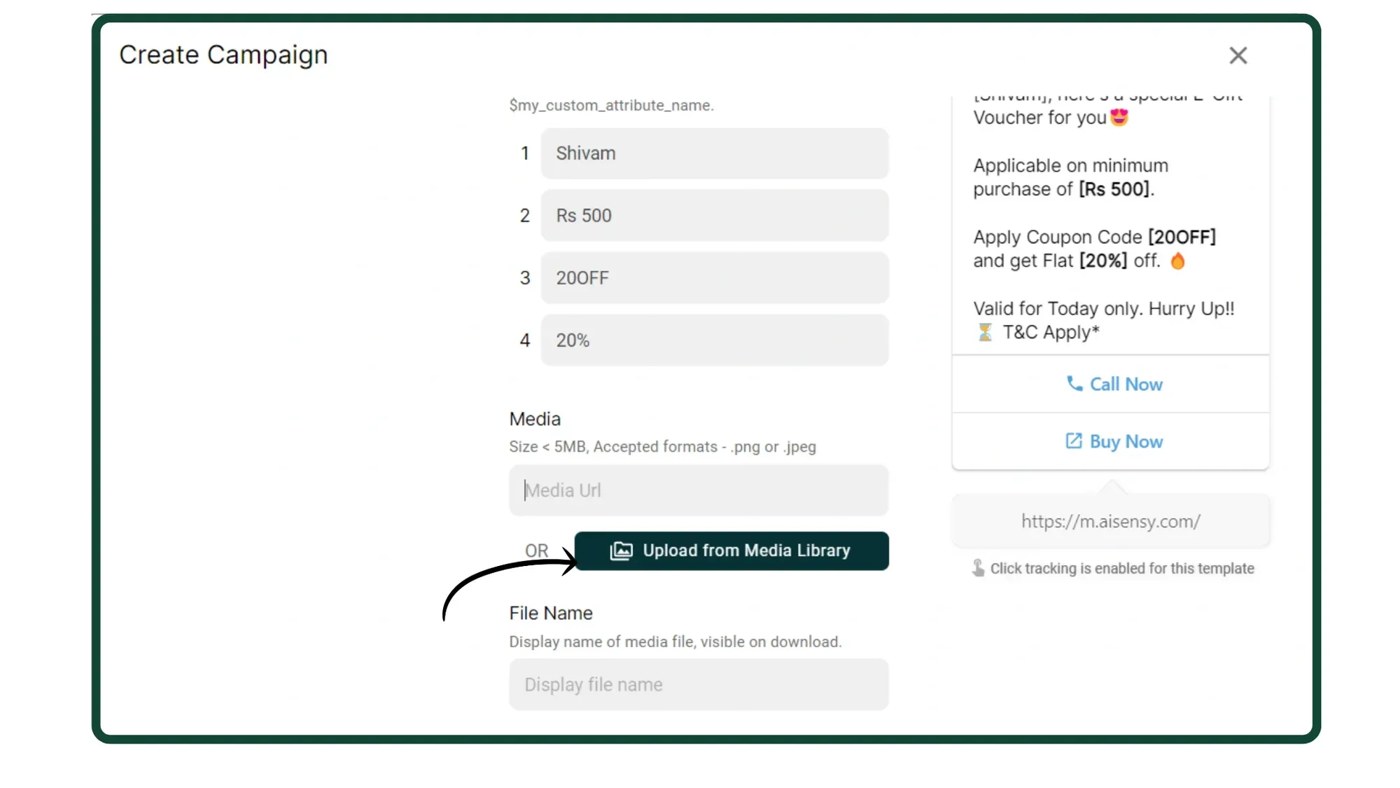 Create Campaign
$my_custom_attribute_name.
1 Shivam
2 Rs 500
3 20OFF
4 20%
Media
Size < 5MB, Accepted formats - .png or .jpeg
Media Url
OR Upload from Media Library
File Name
Display name of media file, visible on download.
Display file name
[Shivam], here's a special E-Gift
Voucher for you😍
Applicable on minimum
purchase of [Rs 500].
Apply Coupon Code [20OFF]
and get Flat [20%] off. 🔥
Valid for Today only. Hurry Up!!
⏳ T&C Apply*
Call Now
Buy Now
https://m.aisensy.com/
Click tracking is enabled for this template